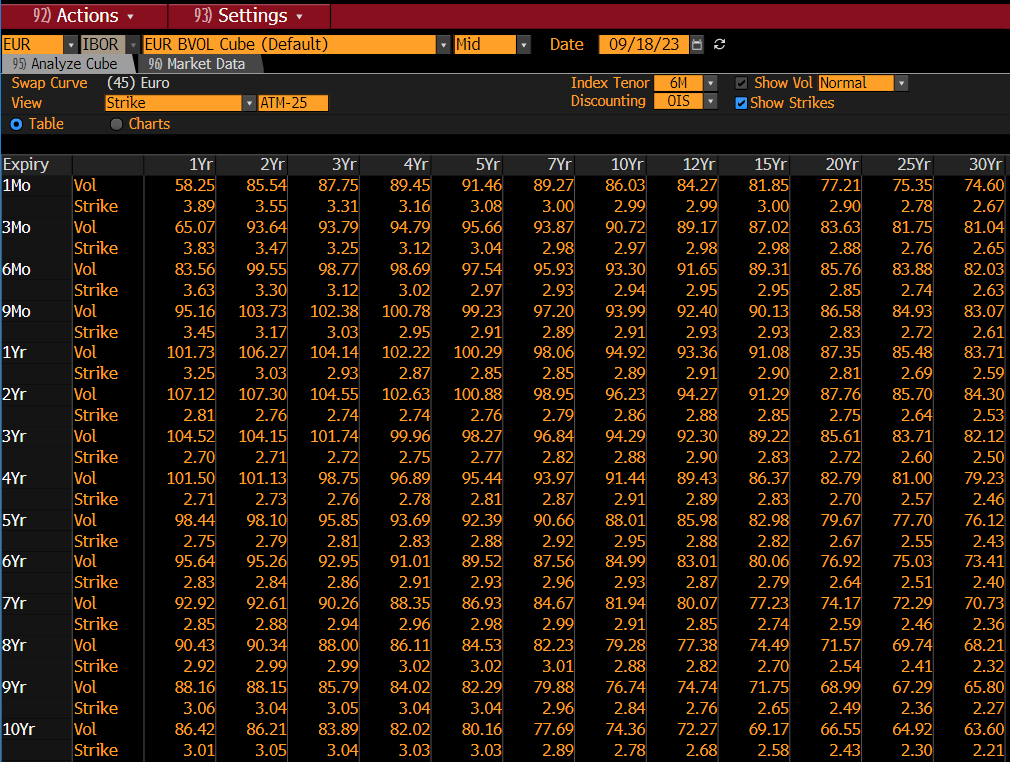 92) Actions 93) Settings
EUR IBOR EUR BVOL Cube (Default) Mid Date 09/18/23
95) Analyze Cube 96) Market Data
Swap Curve (45) Euro Index Tenor 6M Show Vol Normal
View Strike ATM-25 Discounting OIS Show Strikes
Table Charts
Expiry 1Yr 2Yr 3Yr 4Yr 5Yr 7Yr 10Yr 12Yr 15Yr 20Yr 25Yr 30Yr
1Mo Vol 58.25 85.54 87.75 89.45 91.46 89.27 86.03 84.27 81.85 77.21 75.35 74.60
Strike 3.89 3.55 3.31 3.16 3.08 3.00 2.99 2.99 3.00 2.90 2.78 2.67
3Mo Vol 65.07 93.64 93.79 94.79 95.66 93.87 90.72 89.17 87.02 83.63 81.75 81.04
Strike 3.83 3.47 3.25 3.12 3.04 2.98 2.97 2.98 2.98 2.88 2.76 2.65
6Mo Vol 83.56 99.55 98.77 98.69 97.54 95.93 93.30 91.65 89.31 85.76 83.88 82.03
Strike 3.63 3.30 3.12 3.02 2.97 2.93 2.94 2.95 2.95 2.85 2.74 2.63
9Mo Vol 95.16 103.73 102.38 100.78 99.23 97.20 93.99 92.40 90.13 86.58 84.93 83.07
Strike 3.45 3.17 3.03 2.95 2.91 2.89 2.91 2.93 2.93 2.83 2.72 2.61
1Yr Vol 101.73 106.27 104.14 102.22 100.29 98.06 94.92 93.36 91.08 87.35 85.48 83.71
Strike 3.25 3.03 2.93 2.87 2.85 2.85 2.89 2.91 2.90 2.81 2.69 2.59
2Yr Vol 107.12 107.30 104.55 102.63 100.88 98.95 96.23 94.27 91.29 87.76 85.70 84.30
Strike 2.81 2.76 2.74 2.74 2.76 2.79 2.86 2.88 2.85 2.75 2.64 2.53
3Yr Vol 104.52 104.15 101.74 99.96 98.27 96.84 94.29 92.30 89.22 85.61 83.71 82.12
Strike 2.70 2.71 2.72 2.75 2.77 2.82 2.88 2.90 2.83 2.72 2.60 2.50
4Yr Vol 101.50 101.13 98.75 96.89 95.44 93.97 91.44 89.43 86.37 82.79 81.00 79.23
Strike 2.71 2.73 2.76 2.78 2.81 2.87 2.91 2.89 2.83 2.70 2.57 2.46
5Yr Vol 98.44 98.10 95.85 93.69 92.39 90.66 88.01 85.98 82.98 79.67 77.70 76.12
Strike 2.75 2.79 2.81 2.83 2.88 2.92 2.95 2.88 2.82 2.67 2.55 2.43
6Yr Vol 95.64 95.26 92.95 91.01 89.52 87.56 84.99 83.01 80.06 76.92 75.03 73.41
Strike 2.83 2.84 2.86 2.91 2.93 2.96 2.93 2.87 2.79 2.64 2.51 2.40
7Yr Vol 92.92 92.61 90.26 88.35 86.93 84.67 81.94 80.07 77.23 74.17 72.29 70.73
Strike 2.85 2.88 2.94 2.96 2.98 2.99 2.91 2.85 2.74 2.59 2.46 2.36
8Yr Vol 90.43 90.34 88.00 86.11 84.53 82.23 79.28 77.38 74.49 71.57 69.74 68.21
Strike 2.92 2.99 2.99 3.02 3.02 3.01 2.88 2.82 2.70 2.54 2.41 2.32
9Yr Vol 88.16 88.15 85.79 84.02 82.29 79.88 76.74 74.74 71.75 68.99 67.29 65.80
Strike 3.06 3.04 3.05 3.04 3.04 2.96 2.84 2.76 2.65 2.49 2.36 2.27
10Yr Vol 86.42 86.21 83.89 82.02 80.16 77.69 74.36 72.27 69.17 66.55 64.92 63.60
Strike 3.01 3.05 3.04 3.03 3.03 2.89 2.78 2.68 2.58 2.43 2.30 2.21